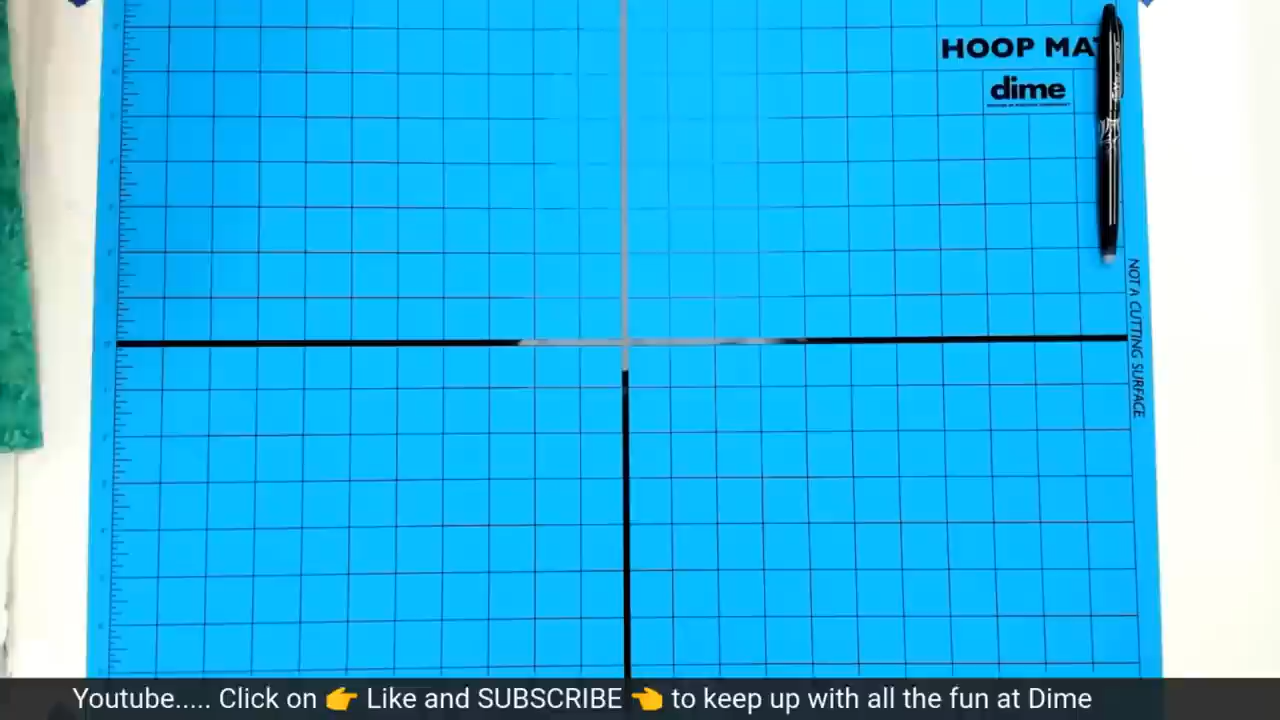 HOOP MAT
dime
NOT A CUTTING SURFACE
Youtube..... Click on 👉 Like and SUBSCRIBE 👈 to keep up with all the fun at Dime